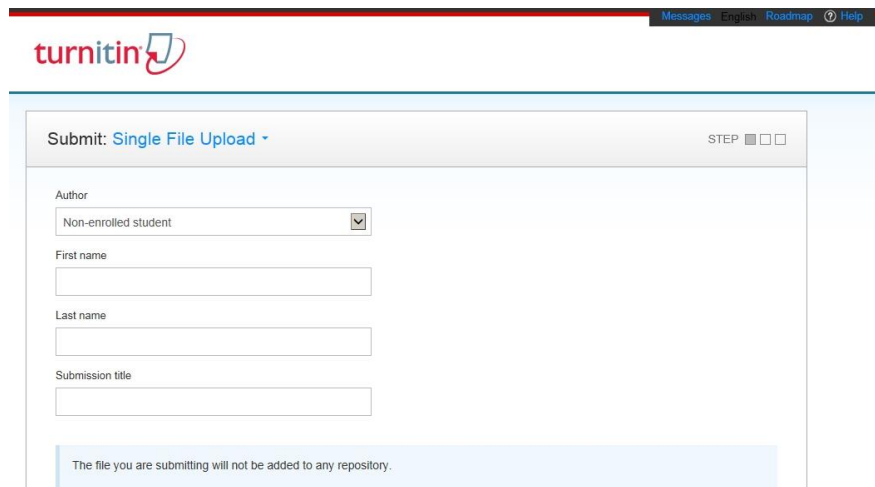 Messages English Roadmap ? Help
turnitin
Submit: Single File Upload
STEP
Author
Non-enrolled student
First name
Last name
Submission title
The file you are submitting will not be added to any repository.